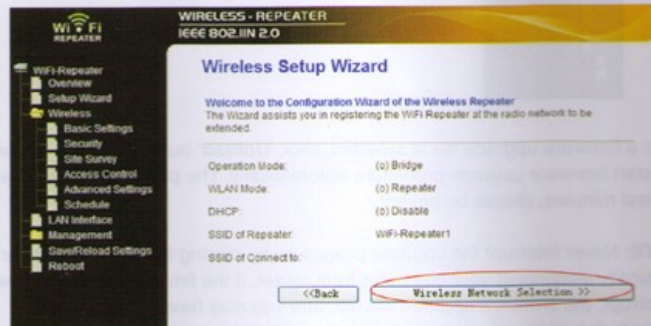 Wi Fi
REPEATER
WIRELESS - REPEATER
IEEE 802.11N 2.0
WiFi-Repeater
Overview
Setup Wizard
Wireless
Basic Settings
Security
Site Survey
Access Control
Advanced Settings
Schedule
LAN Interface
Management
Save/Reload Settings
Reboot
Wireless Setup Wizard
Welcome to the Configuration Wizard of the Wireless Repeater
The Wizard assists you in registering the WiFi Repeater at the radio network to be
extended.
Operation Mode: (o) Bridge
WLAN Mode: (o) Repeater
DHCP: (o) Disable
SSID of Repeater: WiFi-Repeater1
SSID of Connect to:
<<Back
Wireless Network Selection >>